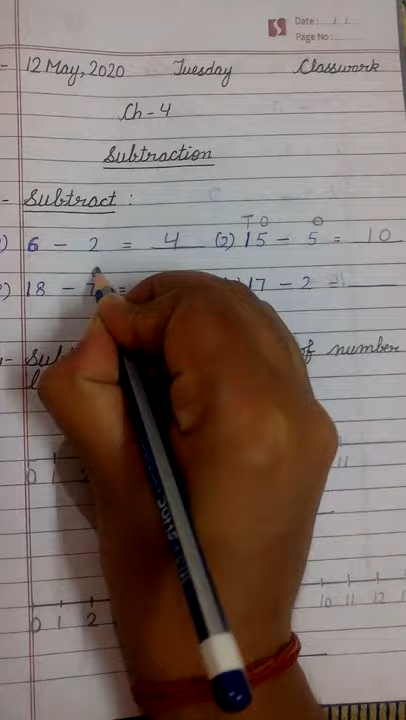 Date: 
Page No:
12 May, 2020 Tuesday Classwork
Ch-4
Subtraction
Subtract :
T O O
6 - 2 = 4 (2) 15 - 5 = 10
18 - 7 = 17 - 2 =
of number
0 1 2 11
0 1 2 10 11 12